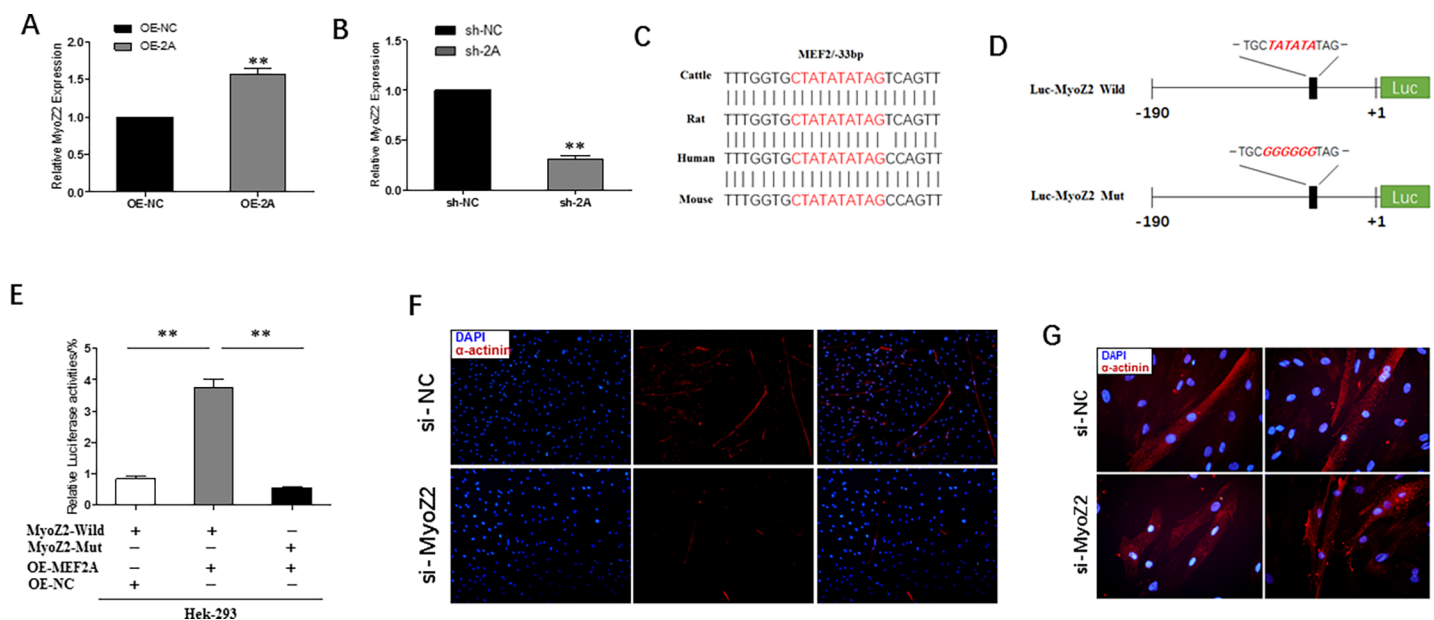 A
OE-NC
OE-2A
Relative MyoZ2 Expression
2.0
1.5
1.0
0.5
0.0
OE-NC OE-2A
**
B
sh-NC
sh-2A
Relative MyoZ2 Expression
1.5
1.0
0.5
0.0
sh-NC sh-2A
**
C
MEF2/-33bp
Cattle TTTGGTGCTATATATAGTCAGTT
Rat TTTGGTGCTATATATAGTCAGTT
Human TTTGGTGCTATATATAGCCAGTT
Mouse TTTGGTGCTATATATAGCCAGTT
D
– TGCTATATATAG–
Luc-MyoZ2 Wild
-190 +1
Luc
– TGCGGGGGGTAG–
Luc-MyoZ2 Mut
-190 +1
Luc
E
** **
Relative Luciferase activities/%
5
4
3
2
1
0
MyoZ2-Wild + + –
MyoZ2-Mut – – +
OE-MEF2A – + +
OE-NC + – –
Hek-293
F
DAPI
α-actinin
si-NC
si-MyoZ2
G
DAPI
α-actinin
si-NC
si-MyoZ2